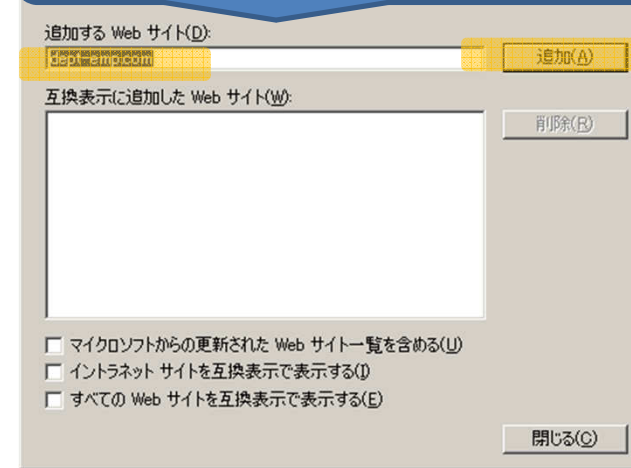 追加する Web サイト(D):
追加(A)
互換表示に追加した Web サイト(W):
削除(R)
マイクロソフトからの更新された Web サイト一覧を含める(U)
イントラネット サイトを互換表示で表示する(I)
すべての Web サイトを互換表示で表示する(E)
閉じる(C)